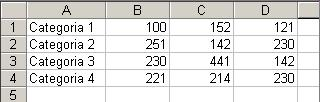 A B C D
1 Categoria 1 100 152 121
2 Categoria 2 251 142 230
3 Categoria 3 230 441 142
4 Categoria 4 221 214 230
5